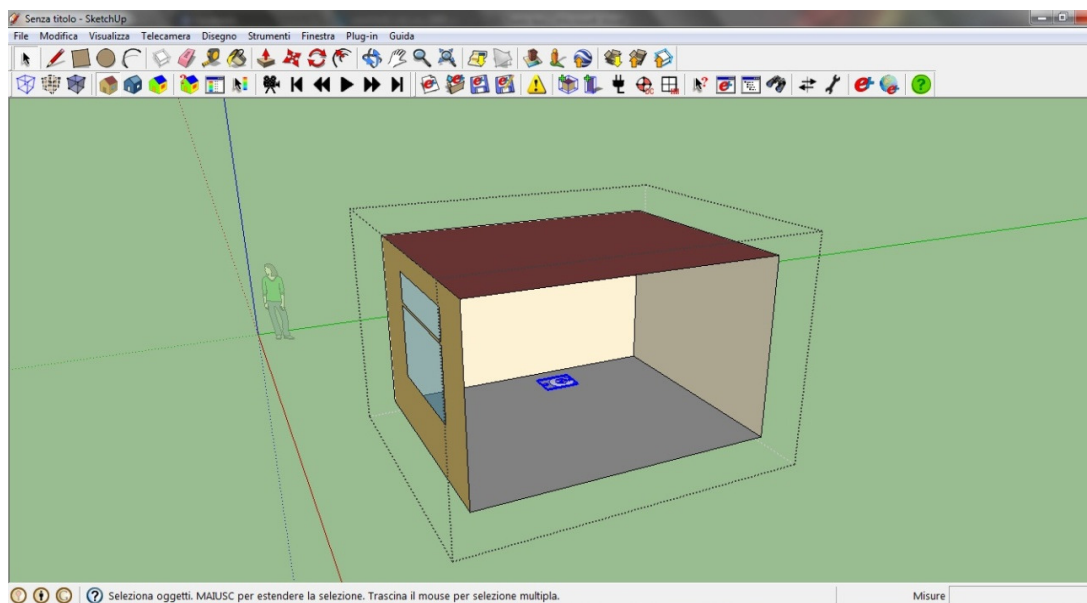 Senza titolo - SketchUp
File Modifica Visualizza Telecamera Disegno Strumenti Finestra Plug-in Guida
Seleziona oggetti. MAIUSC per estendere la selezione. Trascina il mouse per selezione multipla.
Misure